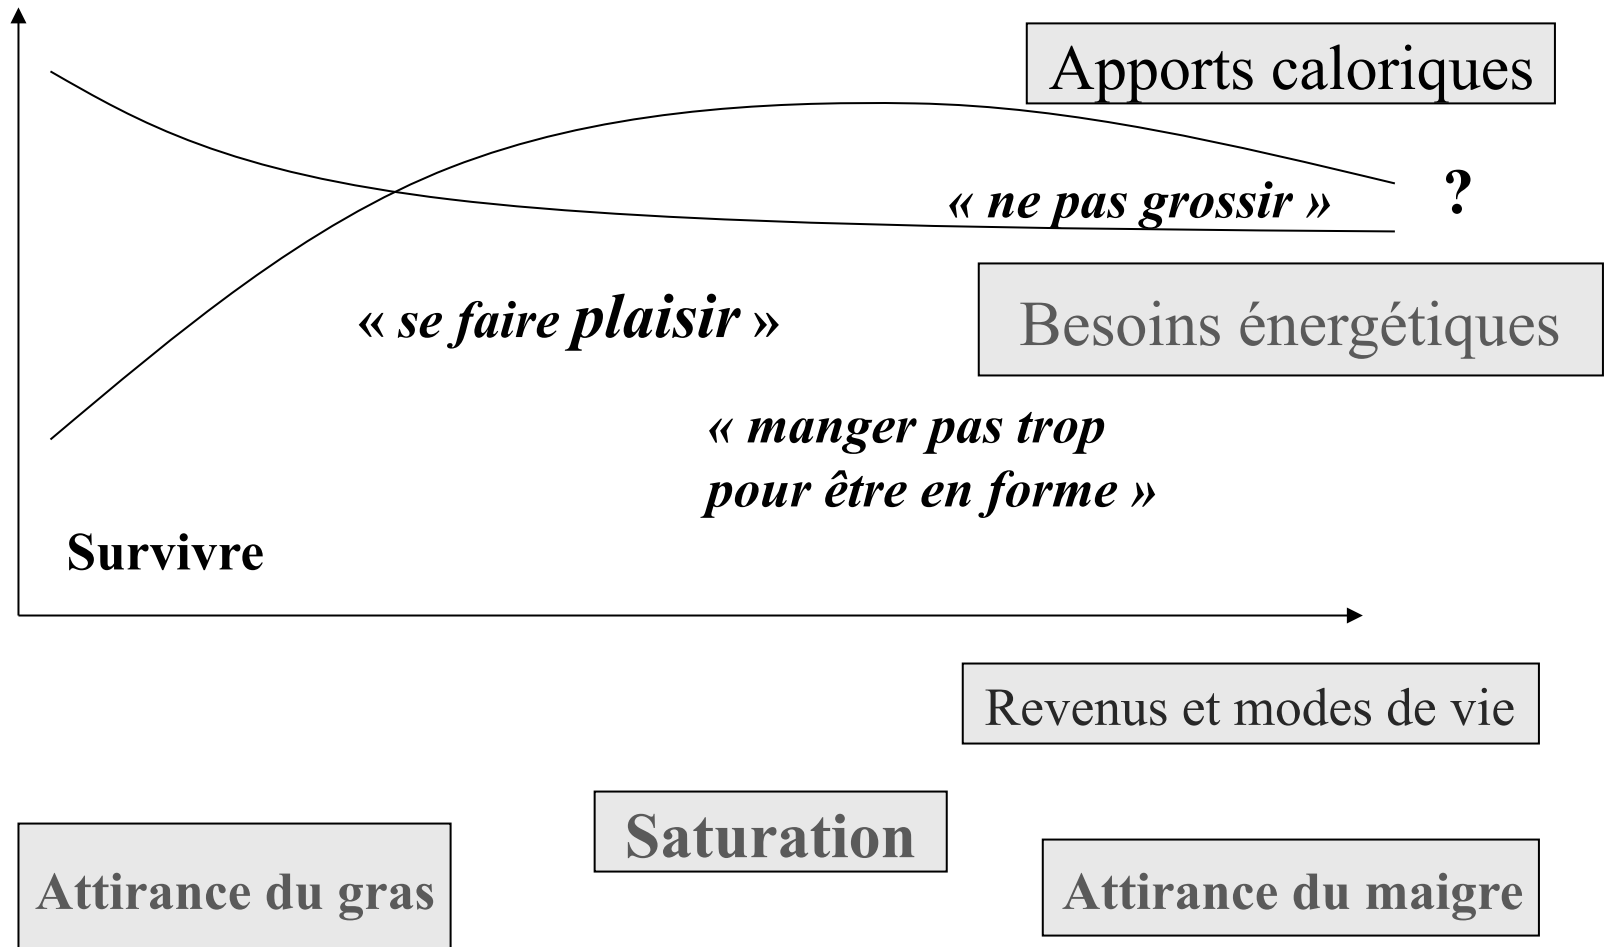 Apports caloriques
?
« ne pas grossir »
« se faire plaisir »
Besoins énergétiques
« manger pas trop
pour être en forme »
Survivre
Revenus et modes de vie
Saturation
Attirance du gras
Attirance du maigre